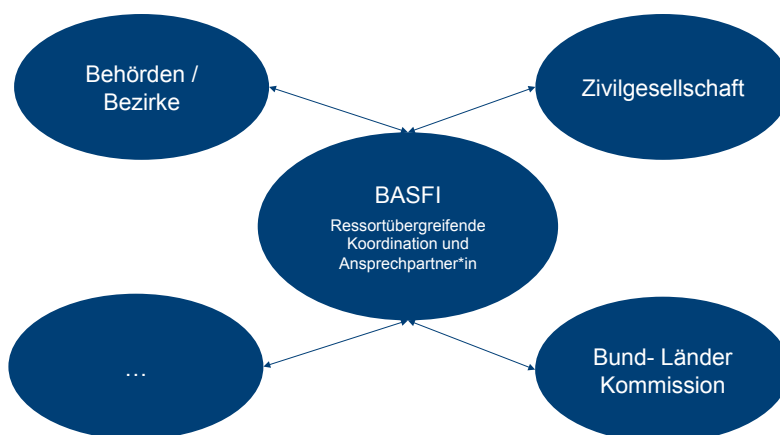 Behörden /
Bezirke
Zivilgesellschaft
BASFI
Ressortübergreifende
Koordination und
Ansprechpartner*in
…
Bund- Länder
Kommission